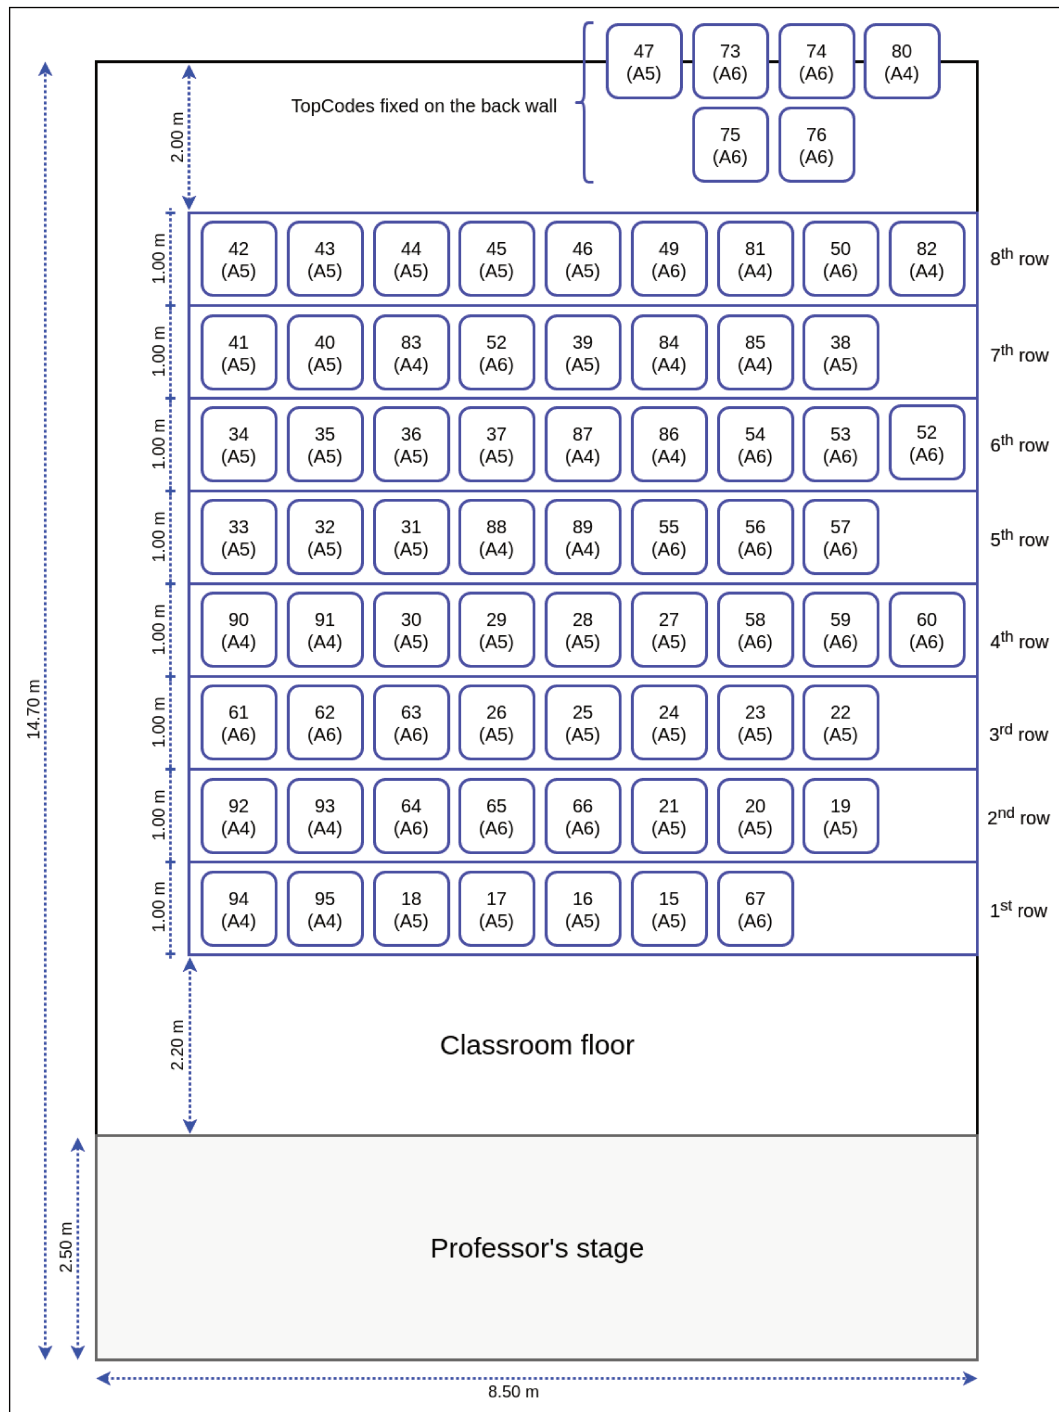 47 73 74 80
(A5) (A6) (A6) (A4)
TopCodes fixed on the back wall
75 76
(A6) (A6)
2.00 m
42 43 44 45 46 49 81 50 82
(A5) (A5) (A5) (A5) (A5) (A6) (A4) (A6) (A4)
1.00 m
8th row
41 40 83 52 39 84 85 38
(A5) (A5) (A4) (A6) (A5) (A4) (A4) (A5)
1.00 m
7th row
34 35 36 37 87 86 54 53 52
(A5) (A5) (A5) (A5) (A4) (A4) (A6) (A6) (A6)
1.00 m
6th row
33 32 31 88 89 55 56 57
(A5) (A5) (A5) (A4) (A4) (A6) (A6) (A6)
1.00 m
5th row
90 91 30 29 28 27 58 59 60
(A4) (A4) (A5) (A5) (A5) (A5) (A6) (A6) (A6)
1.00 m
4th row
14.70 m
61 62 63 26 25 24 23 22
(A6) (A6) (A6) (A5) (A5) (A5) (A5) (A5)
1.00 m
3rd row
92 93 64 65 66 21 20 19
(A4) (A4) (A6) (A6) (A6) (A5) (A5) (A5)
1.00 m
2nd row
94 95 18 17 16 15 67
(A4) (A4) (A5) (A5) (A5) (A5) (A6)
1.00 m
1st row
2.20 m
Classroom floor
2.50 m
Professor's stage
8.50 m